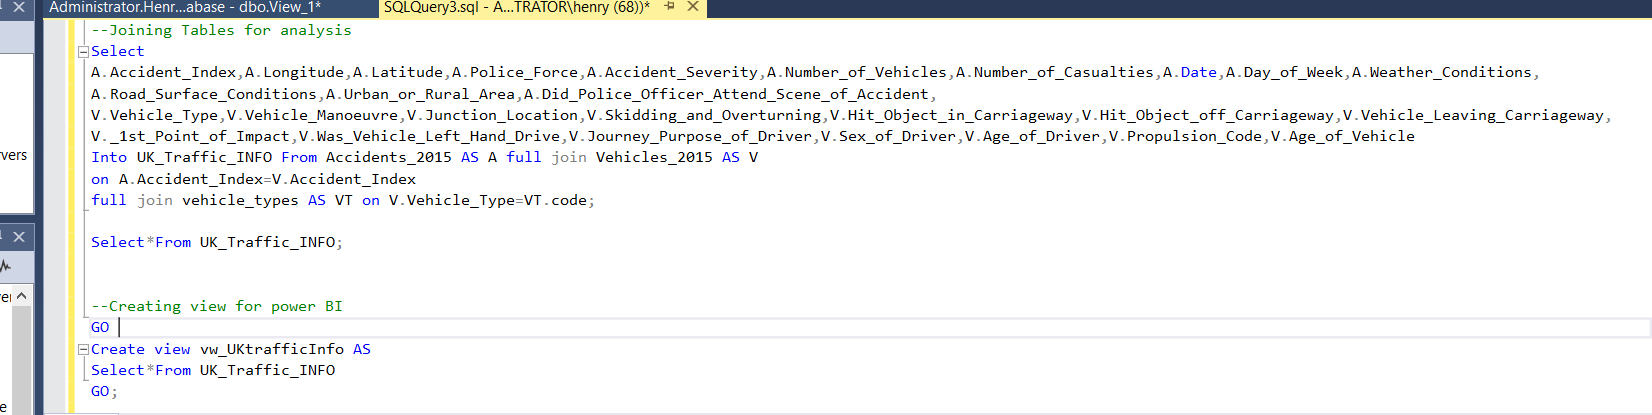 Administrator.Henr...abase - dbo.View_1*
SQLQuery3.sql - A...TRATOR\henry (68))*
--Joining Tables for analysis
Select
A.Accident_Index,A.Longitude,A.Latitude,A.Police_Force,A.Accident_Severity,A.Number_of_Vehicles,A.Number_of_Casualties,A.Date,A.Day_of_Week,A.Weather_Conditions,
A.Road_Surface_Conditions,A.Urban_or_Rural_Area,A.Did_Police_Officer_Attend_Scene_of_Accident,
V.Vehicle_Type,V.Vehicle_Manoeuvre,V.Junction_Location,V.Skidding_and_Overturning,V.Hit_Object_in_Carriageway,V.Hit_Object_off_Carriageway,V.Vehicle_Leaving_Carriageway,
V._1st_Point_of_Impact,V.Was_Vehicle_Left_Hand_Drive,V.Journey_Purpose_of_Driver,V.Sex_of_Driver,V.Age_of_Driver,V.Propulsion_Code,V.Age_of_Vehicle
Into UK_Traffic_INFO From Accidents_2015 AS A full join Vehicles_2015 AS V
on A.Accident_Index=V.Accident_Index
full join vehicle_types AS VT on V.Vehicle_Type=VT.code;
Select*From UK_Traffic_INFO;
--Creating view for power BI
GO
Create view vw_UKtrafficInfo AS
Select*From UK_Traffic_INFO
GO;